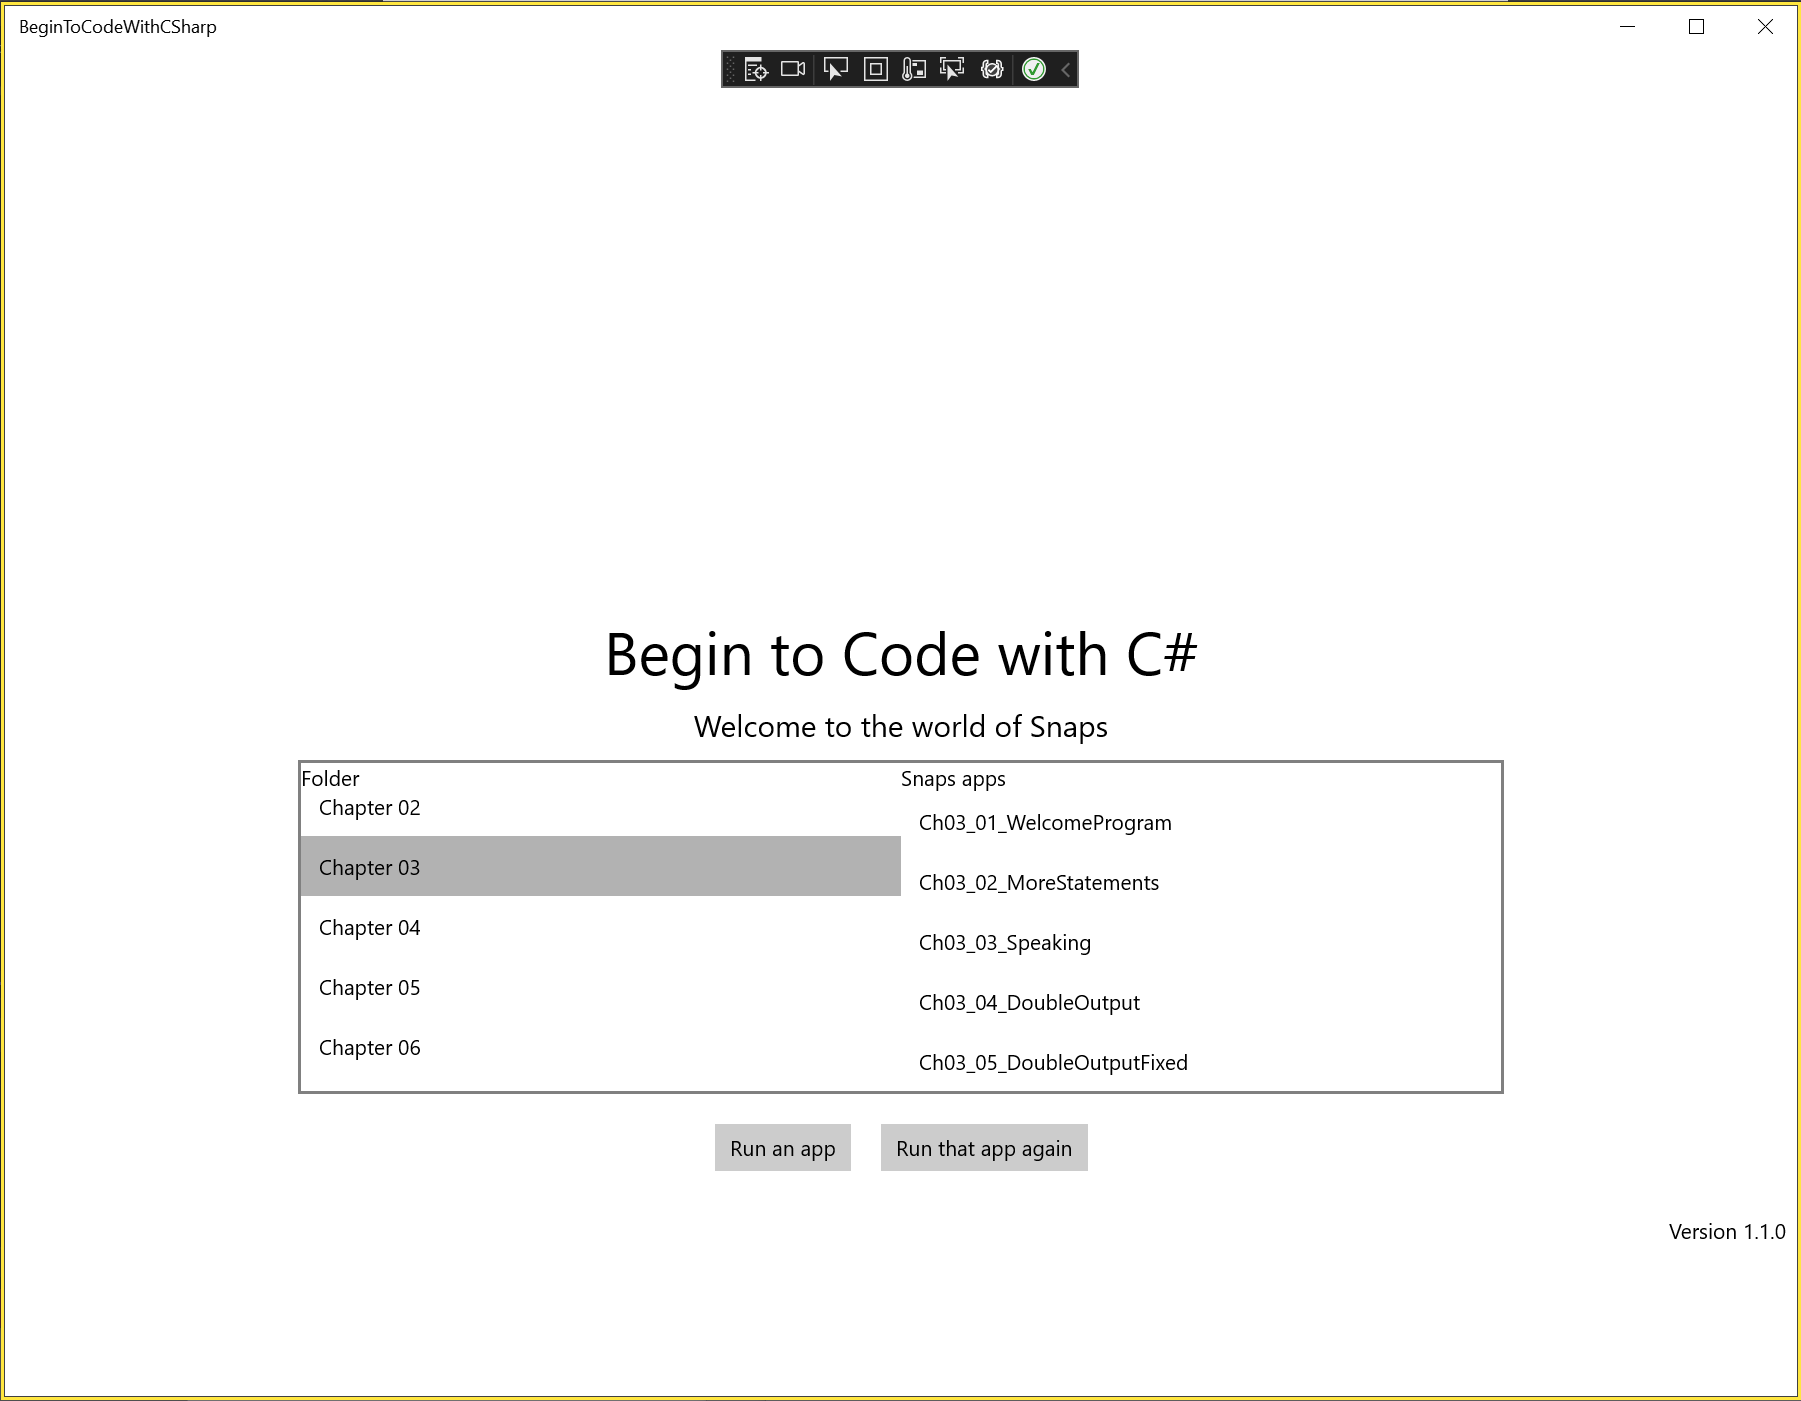 BeginToCodeWithCSharp
Begin to Code with C#
Welcome to the world of Snaps
Folder
Chapter 02
Chapter 03
Chapter 04
Chapter 05
Chapter 06
Snaps apps
Ch03_01_WelcomeProgram
Ch03_02_MoreStatements
Ch03_03_Speaking
Ch03_04_DoubleOutput
Ch03_05_DoubleOutputFixed
Run an app
Run that app again
Version 1.1.0